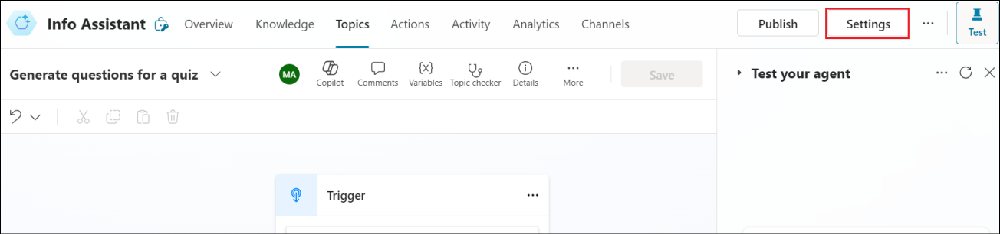 Info Assistant Overview Knowledge Topics Actions Activity Analytics Channels Publish Settings ... Test
Generate questions for a quiz MA Copilot Comments {x} Variables Topic checker Details ... More Save
Test your agent ...
Trigger ...